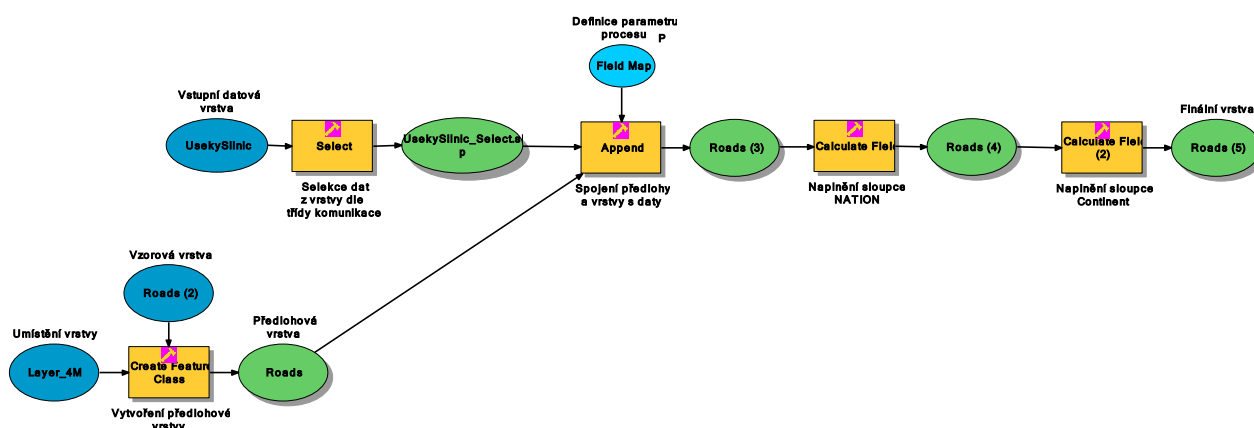 Definice parametru
procesu
P
Field Map
Vstupní datová
vrstva
UsekySilnic
Select
Selekce dat
z vrstvy dle
třídy komunikace
UsekySilnic_Select.s
p
Append
Spojení předlohy
a vrstvy s daty
Roads (3)
Calculate Field
Naplnění sloupce
NATION
Roads (4)
Calculate Field
(2)
Naplnění sloupce
Continent
Finální vrstva
Roads (5)
Vzorová vrstva
Roads (2)
Umístění vrstvy
Layer_4M
Create Feature
Class
Vytvoření předlohové
vrstvy
Předlohová
vrstva
Roads